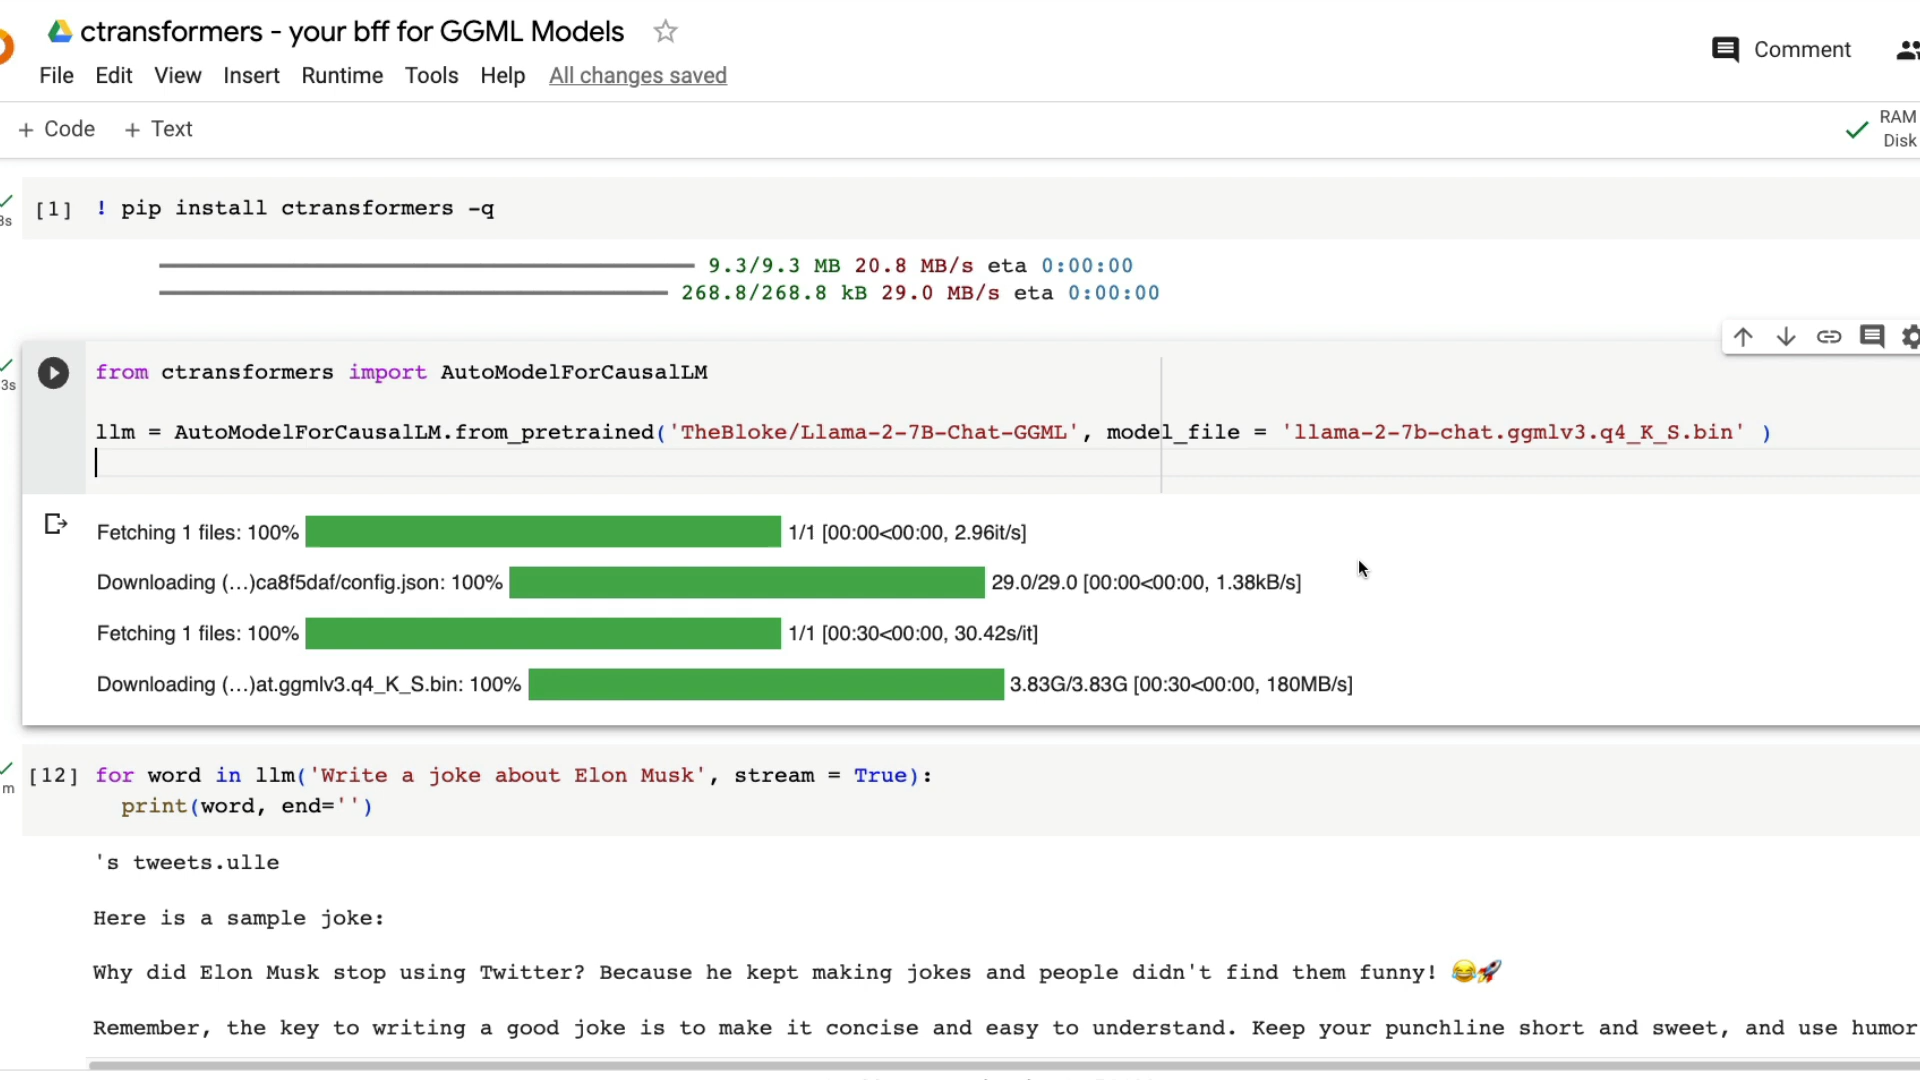 ctransformers - your bff for GGML Models
File Edit View Insert Runtime Tools Help All changes saved
Comment
+ Code + Text
RAM
Disk
[1] ! pip install ctransformers -q
9.3/9.3 MB 20.8 MB/s eta 0:00:00
268.8/268.8 kB 29.0 MB/s eta 0:00:00
from ctransformers import AutoModelForCausalLM
llm = AutoModelForCausalLM.from_pretrained('TheBloke/Llama-2-7B-Chat-GGML', model_file = 'llama-2-7b-chat.ggmlv3.q4_K_S.bin' )
Fetching 1 files: 100% 1/1 [00:00<00:00, 2.96it/s]
Downloading (…)ca8f5daf/config.json: 100% 29.0/29.0 [00:00<00:00, 1.38kB/s]
Fetching 1 files: 100% 1/1 [00:30<00:00, 30.42s/it]
Downloading (…)at.ggmlv3.q4_K_S.bin: 100% 3.83G/3.83G [00:30<00:00, 180MB/s]
[12] for word in llm('Write a joke about Elon Musk', stream = True):
print(word, end='')
's tweets.ulle
Here is a sample joke:
Why did Elon Musk stop using Twitter? Because he kept making jokes and people didn't find them funny! 😂🚀
Remember, the key to writing a good joke is to make it concise and easy to understand. Keep your punchline short and sweet, and use humor